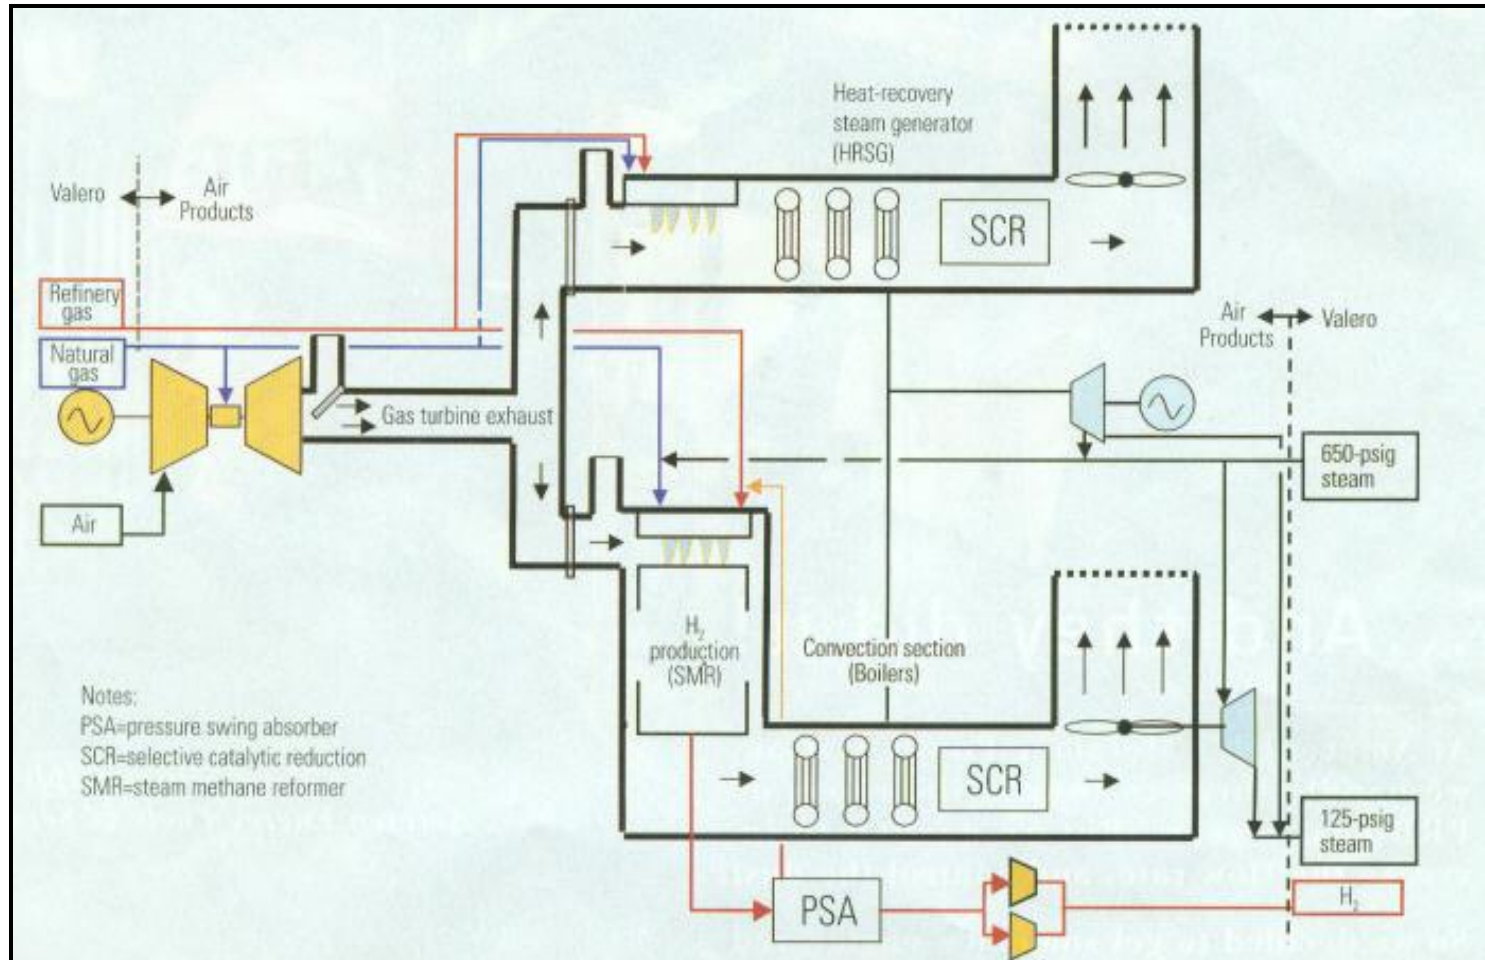 Heat-recovery
steam generator
(HRSG)
Valero
Air
Products
SCR
Refinery
gas
Natural
gas
Gas turbine exhaust
Air
Air
Products
Valero
650-psig
steam
H2
production
(SMR)
Convection section
(Boilers)
Notes:
PSA=pressure swing absorber
SCR=selective catalytic reduction
SMR=steam methane reformer
SCR
125-psig
steam
PSA
H2